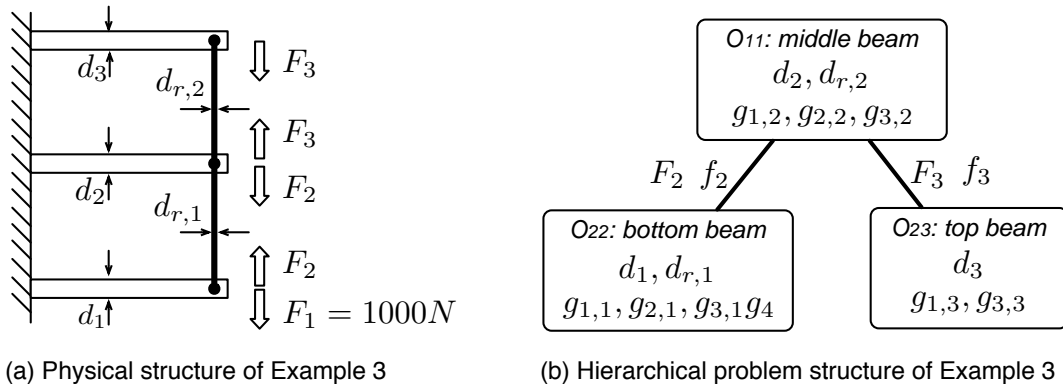 d₃
F₃
d_{r,2}
F₃
d₂
F₂
d_{r,1}
F₂
d₁
F₁ = 1000N
(a) Physical structure of Example 3
O₁₁: middle beam
d₂, d_{r,2}
g_{1,2}, g_{2,2}, g_{3,2}
F₂ f₂
F₃ f₃
O₂₂: bottom beam
d₁, d_{r,1}
g_{1,1}, g_{2,1}, g_{3,1}g₄
O₂₃: top beam
d₃
g_{1,3}, g_{3,3}
(b) Hierarchical problem structure of Example 3